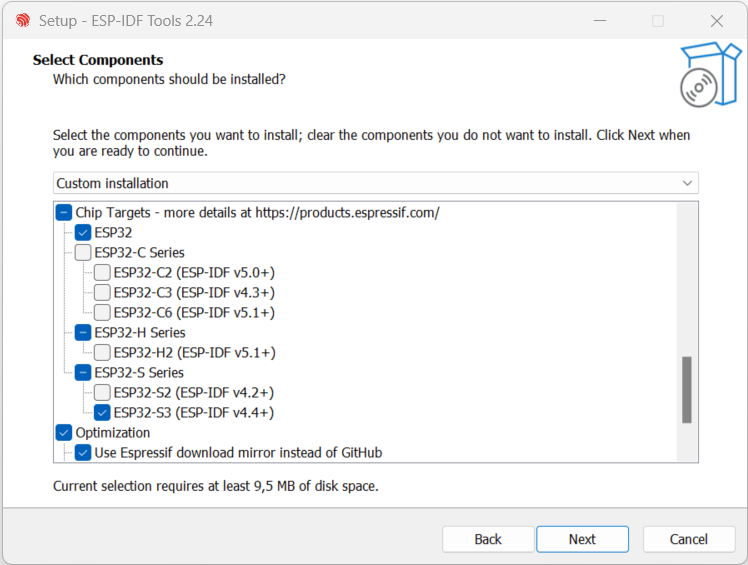 Setup - ESP-IDF Tools 2.24
Select Components
Which components should be installed?
Select the components you want to install; clear the components you do not want to install. Click Next when
you are ready to continue.
Custom installation
Chip Targets - more details at https://products.espressif.com/
ESP32
ESP32-C Series
ESP32-C2 (ESP-IDF v5.0+)
ESP32-C3 (ESP-IDF v4.3+)
ESP32-C6 (ESP-IDF v5.1+)
ESP32-H Series
ESP32-H2 (ESP-IDF v5.1+)
ESP32-S Series
ESP32-S2 (ESP-IDF v4.2+)
ESP32-S3 (ESP-IDF v4.4+)
Optimization
Use Espressif download mirror instead of GitHub
Current selection requires at least 9,5 MB of disk space.
Back
Next
Cancel